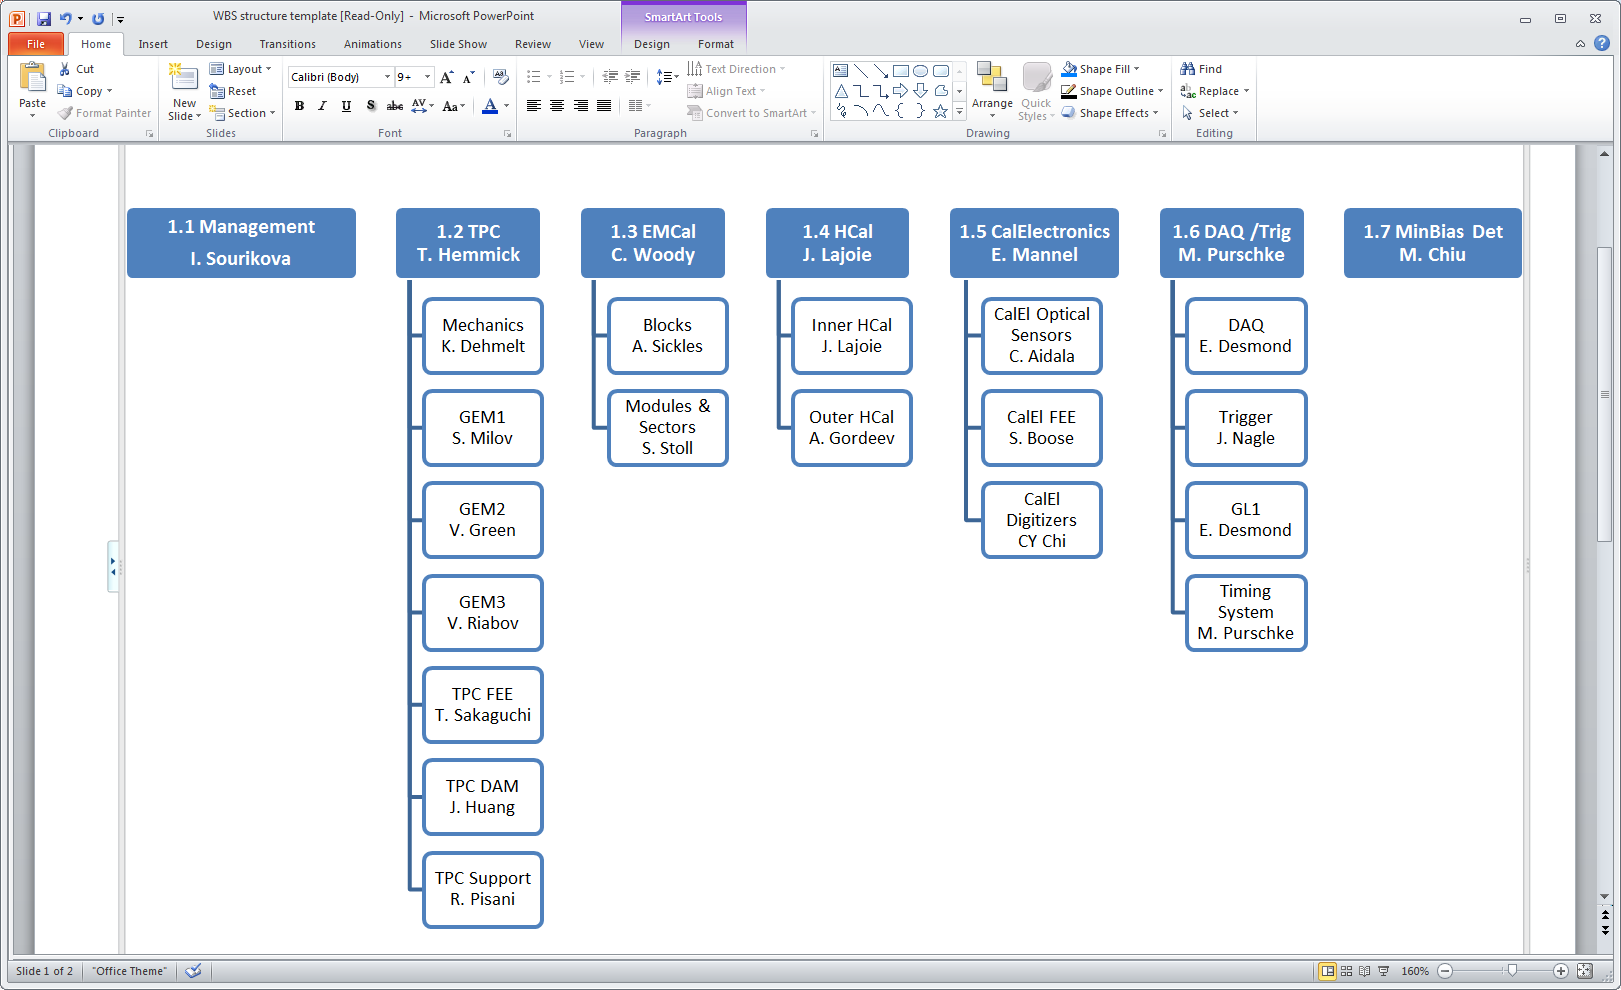 WBS structure template [Read-Only] - Microsoft PowerPoint
SmartArt Tools
File
Home
Insert
Design
Transitions
Animations
Slide Show
Review
View
Design
Format
Paste
Cut
Copy
Format Painter
Clipboard
New
Slide
Layout
Reset
Section
Slides
Calibri (Body)
9+
B I U S abc AV Aa A
Font
Text Direction
Align Text
Convert to SmartArt
Paragraph
Arrange
Quick
Styles
Shape Fill
Shape Outline
Shape Effects
Drawing
Find
Replace
Select
Editing
1.1 Management
I. Sourikova
1.2 TPC
T. Hemmick
Mechanics
K. Dehmelt
GEM1
S. Milov
GEM2
V. Green
GEM3
V. Riabov
TPC FEE
T. Sakaguchi
TPC DAM
J. Huang
TPC Support
R. Pisani
1.3 EMCal
C. Woody
Blocks
A. Sickles
Modules &
Sectors
S. Stoll
1.4 HCal
J. Lajoie
Inner HCal
J. Lajoie
Outer HCal
A. Gordeev
1.5 CalElectronics
E. Mannel
CalEl Optical
Sensors
C. Aidala
CalEl FEE
S. Boose
CalEl
Digitizers
CY Chi
1.6 DAQ /Trig
M. Purschke
DAQ
E. Desmond
Trigger
J. Nagle
GL1
E. Desmond
Timing
System
M. Purschke
1.7 MinBias Det
M. Chiu
Slide 1 of 2
"Office Theme"
160%